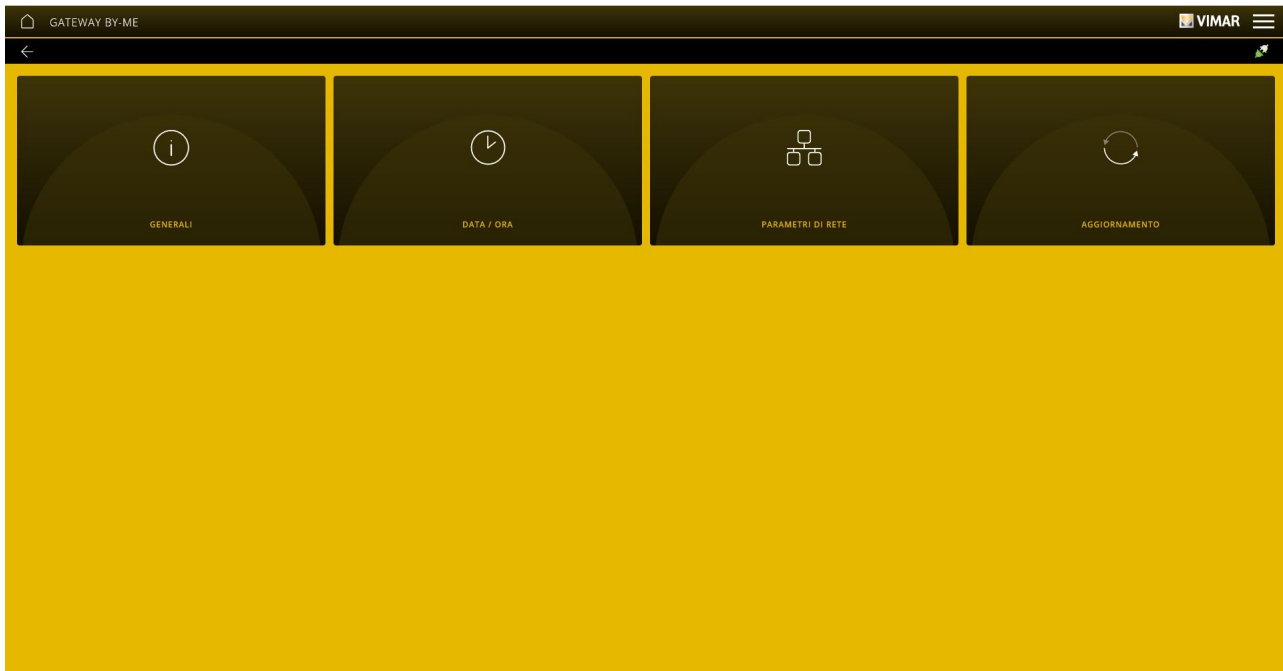 GATEWAY BY-ME
VIMAR
GENERALI
DATA / ORA
PARAMETRI DI RETE
AGGIORNAMENTO